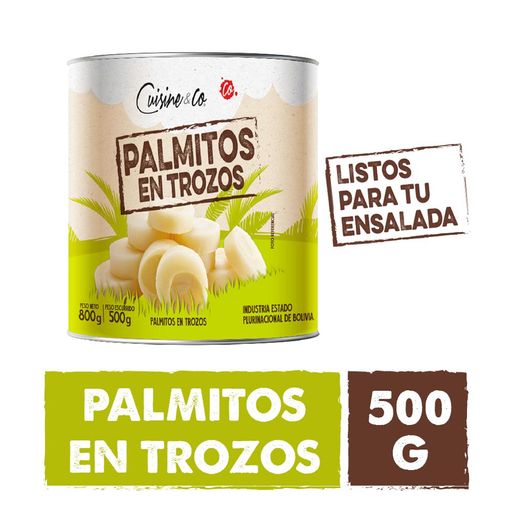 Cuisine & Co.
Co
PALMITOS
EN TROZOS
PESO NETO
800g
PESO ESCURRIDO
500g
PALMITOS EN TROZOS
INDUSTRIA ESTADO
PLURINACIONAL DE BOLIVIA.
LISTOS
PARA TU
ENSALADA
PALMITOS
EN TROZOS
500
G